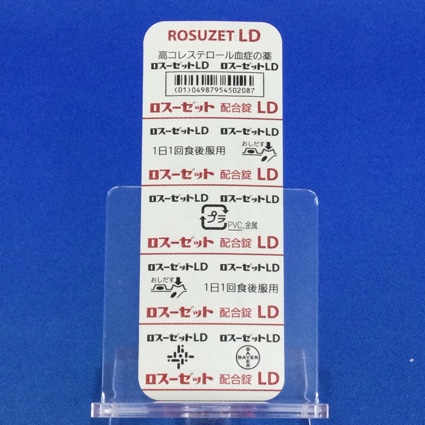 ROSUZET LD
高コレステロール血症の薬
ロスーゼットLD ロスーゼットLD
(01)04987954502087
ロスーゼット 配合錠 LD
ロスーゼットLD ロスーゼットLD
1日1回食後服用 おしだす
ロスーゼット 配合錠 LD
ロスーゼットLD ロスーゼットLD
プラ PVC,金属
ロスーゼット 配合錠 LD
ロスーゼットLD ロスーゼットLD
おしだす 1日1回食後服用
ロスーゼット 配合錠 LD
ロスーゼットLD ロスーゼットLD
BAYER BAYER
ロスーゼット 配合錠 LD